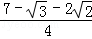 7 - √3 - 2√2
4